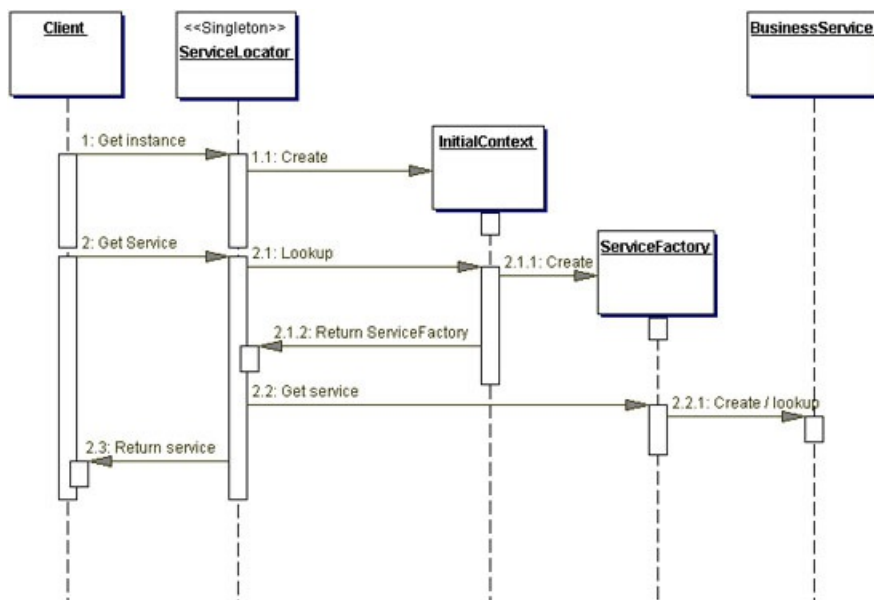 Client
<<Singleton>>
ServiceLocator
BusinessService
InitialContext
ServiceFactory
1: Get instance
1.1: Create
2: Get Service
2.1: Lookup
2.1.1: Create
2.1.2: Return ServiceFactory
2.2: Get service
2.2.1: Create / lookup
2.3: Return service